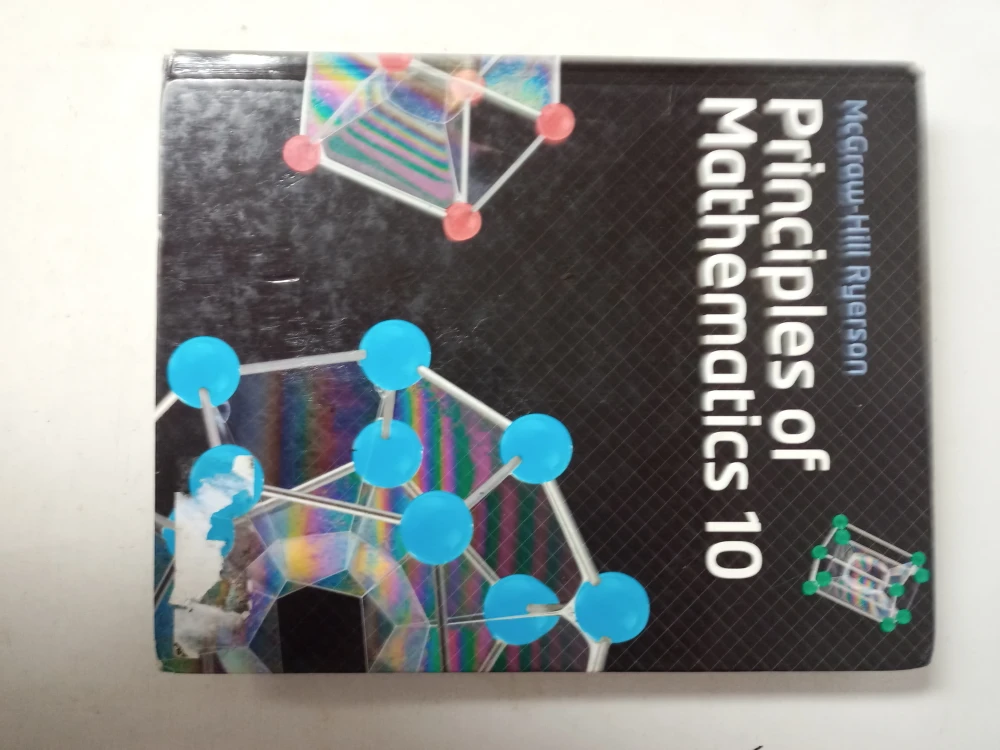 McGraw-Hill Ryerson
Principles of
Mathematics 10